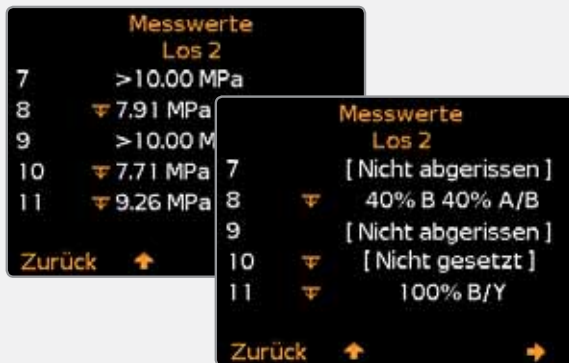 Messwerte
Los 2
7 >10.00 MPa
8 7.91 MPa
9 >10.00 M
10 7.71 MPa
11 9.26 MPa
Zurück
Messwerte
Los 2
7 [ Nicht abgerissen ]
8 40% B 40% A/B
9 [ Nicht abgerissen ]
10 [ Nicht gesetzt ]
11 100% B/Y
Zurück